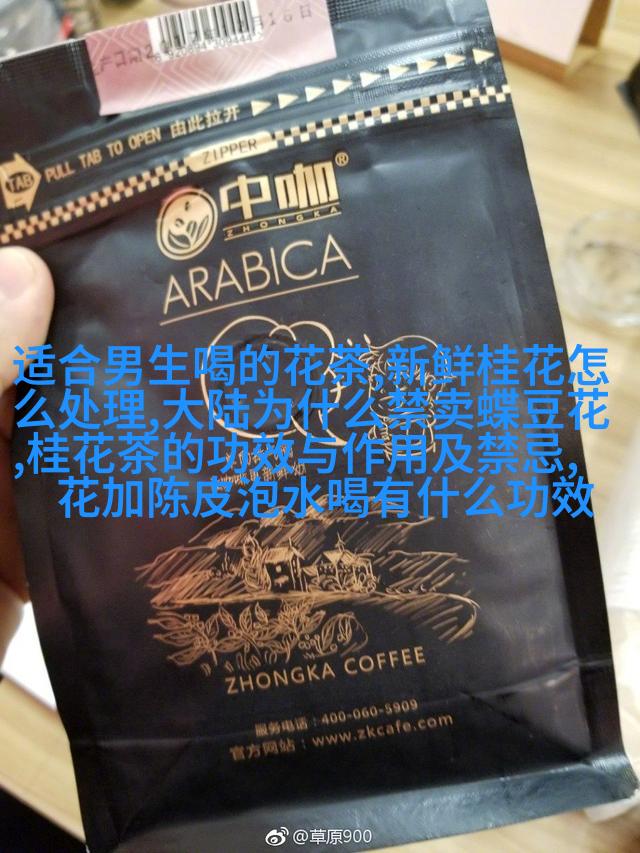 PULL TAB TO OPEN 由此拉开
TAB
ZIPPER
中咖®
ZHONGKA
ARABICA
适合男生喝的花茶,新鲜桂花怎
么处理,大陆为什么禁卖蝶豆花
,桂花茶的功效与作用及禁忌,
花加陈皮泡水喝有什么功效
ZHONGKA COFFEE
服务电话:400-060-5909
官方网站:www.zkcafe.com
@草原900